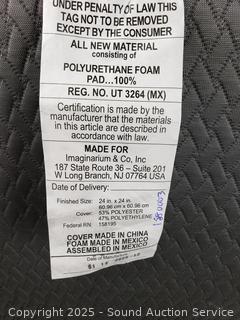 UNDER PENALTY OF LAW THIS
TAG NOT TO BE REMOVED
EXCEPT BY THE CONSUMER
ALL NEW MATERIAL
consisting of
POLYURETHANE FOAM
PAD...100%
REG. NO. UT 3264 (MX)
Certification is made by the
manufacturer that the materials
in this article are described in
accordance with law.
MADE FOR
Imaginarium & Co, Inc
187 State Route 36 – Suite 201
W Long Branch, NJ 07764 USA
Date of Delivery:
Finished Size: 24 in. x 24 in.
60.96 cm x 60.96 cm
Cover: 53% POLYESTER
47% POLYETHYLENE
Federal RN: 158195
COVER MADE IN CHINA
FOAM MADE IN MEXICO
ASSEMBLED IN MEXICO
Date of Manufacture
© 2025 - Sound Auction Service